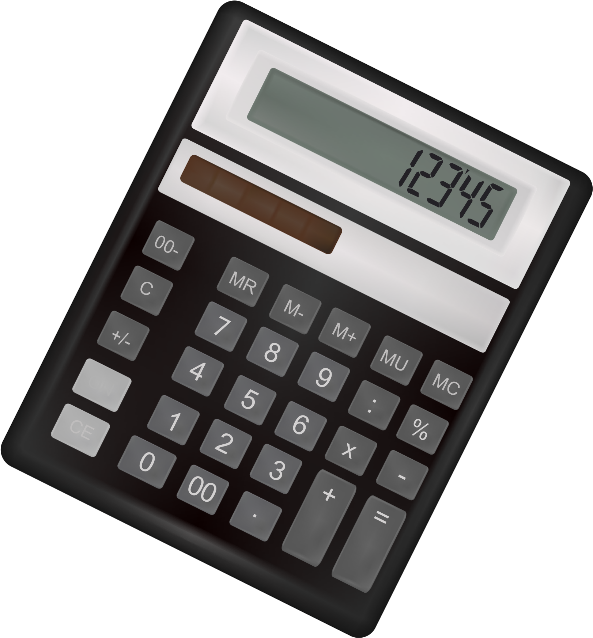 12345
00- MR M- M+ MU MC
C 7 8 9 : %
+/- 4 5 6 x -
1 2 3 + =
CE 0 00 .